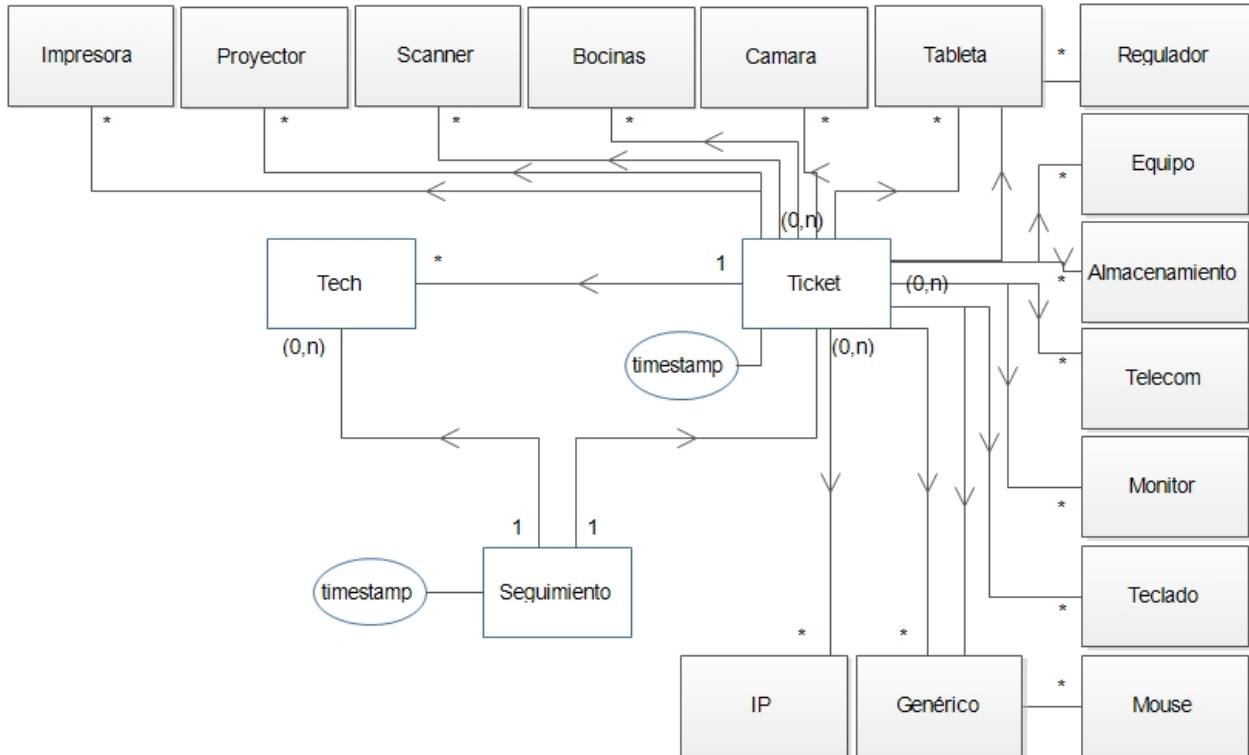 Impresora
Proyector
Scanner
Bocinas
Camara
Tableta
*
Regulador
*
*
*
*
*
*
Equipo
*
(0,n)
*
1
Tech
Ticket
(0,n)
Almacenamiento
*
(0,n)
(0,n)
timestamp
*
Telecom
Monitor
*
1
1
timestamp
Seguimiento
Teclado
*
*
*
*
IP
Genérico
Mouse